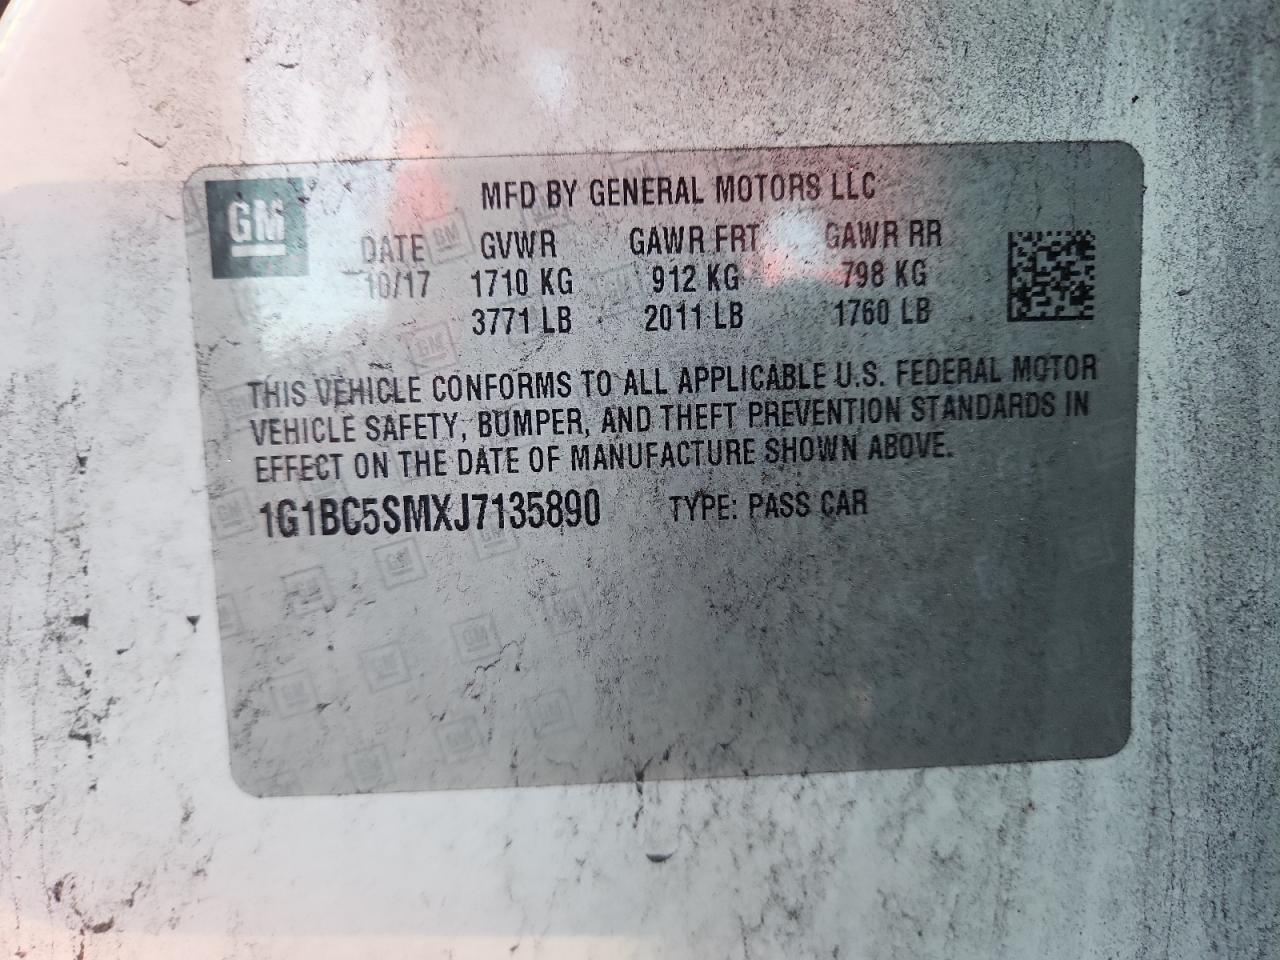 GM
MFD BY GENERAL MOTORS LLC
DATE GVWR GAWR FRT GAWR RR
10/17 1710 KG 912 KG 798 KG
3771 LB 2011 LB 1760 LB
THIS VEHICLE CONFORMS TO ALL APPLICABLE U.S. FEDERAL MOTOR
VEHICLE SAFETY, BUMPER, AND THEFT PREVENTION STANDARDS IN
EFFECT ON THE DATE OF MANUFACTURE SHOWN ABOVE.
1G1BC5SMXJ7135890 TYPE: PASS CAR